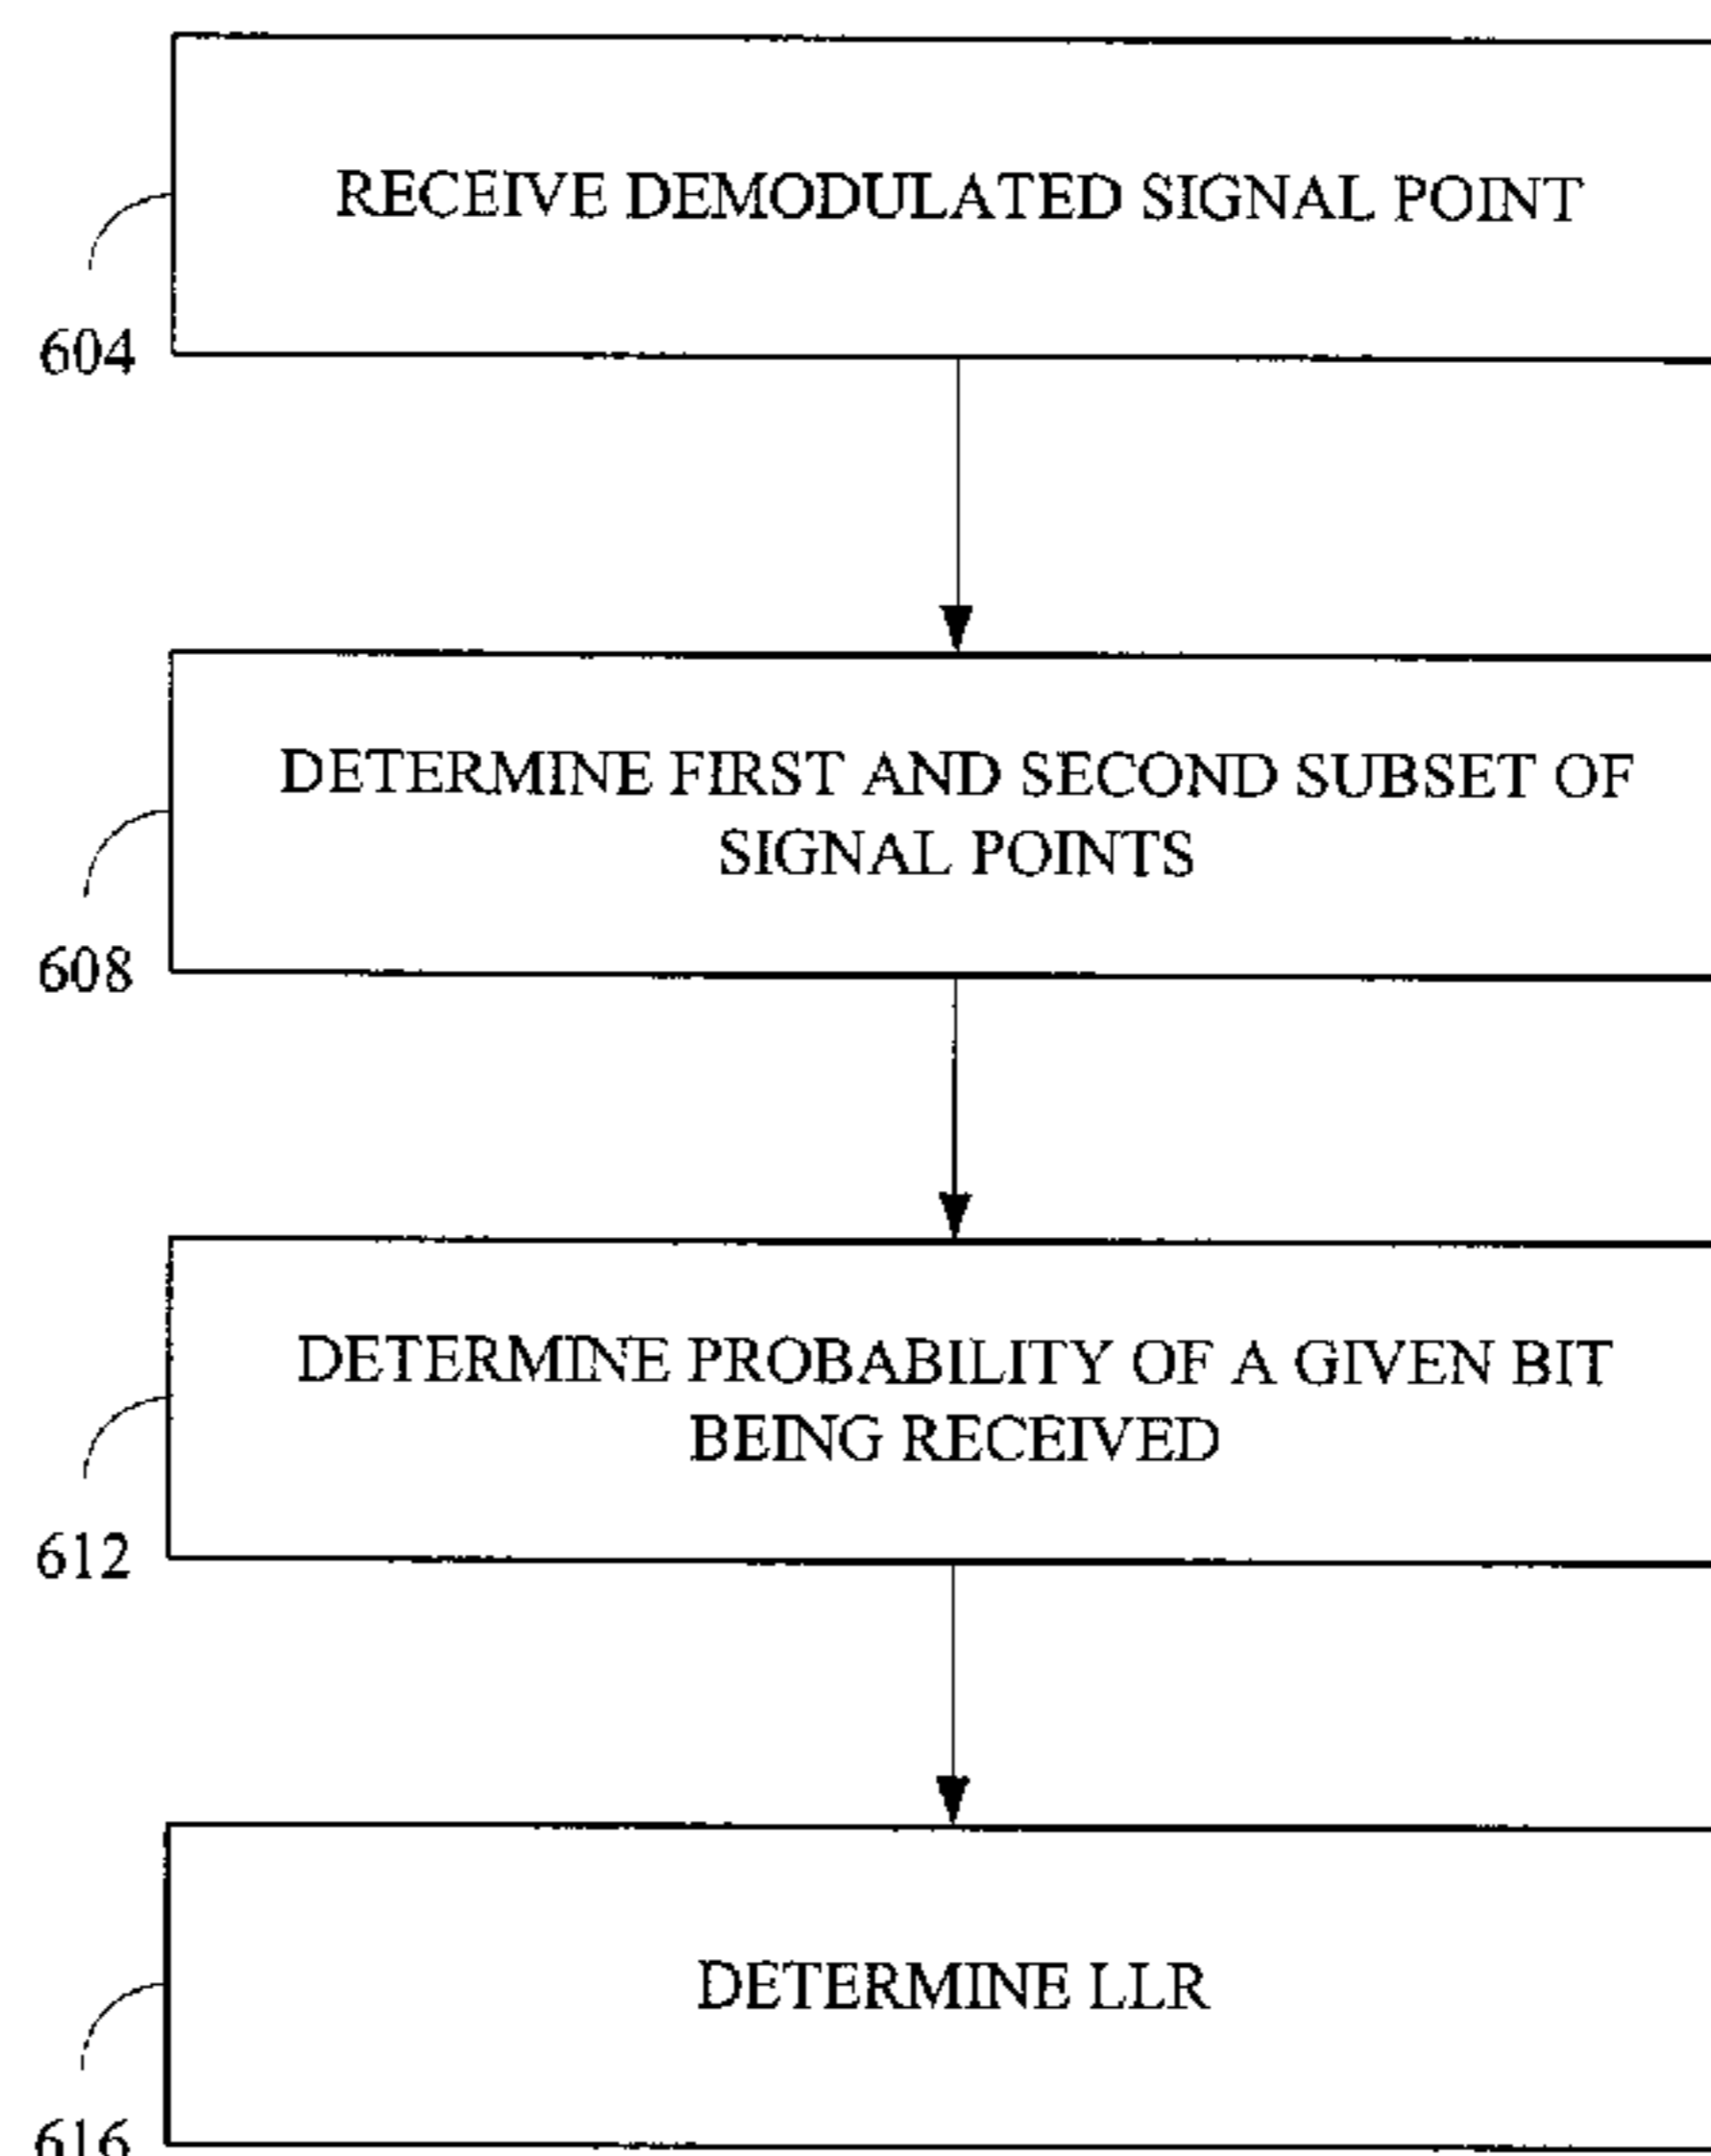 RECEIVE DEMODULATED SIGNAL POINT
604
DETERMINE FIRST AND SECOND SUBSET OF
SIGNAL POINTS
608
DETERMINE PROBABILITY OF A GIVEN BIT
BEING RECEIVED
612
DETERMINE LLR
616